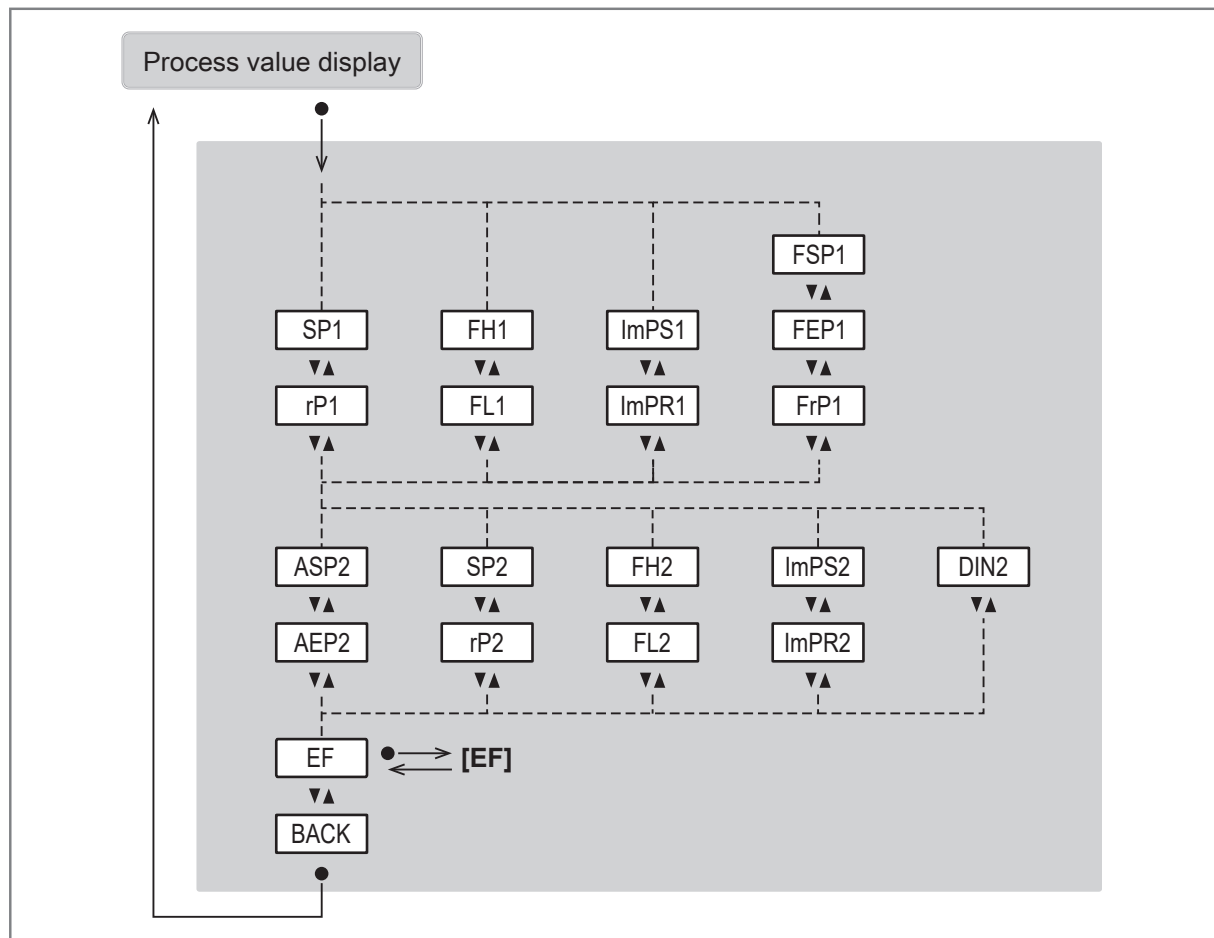 Process value display
FSP1
SP1 FH1 ImPS1 FEP1
rP1 FL1 ImPR1 FrP1
ASP2 SP2 FH2 ImPS2 DIN2
AEP2 rP2 FL2 ImPR2
EF [EF]
BACK